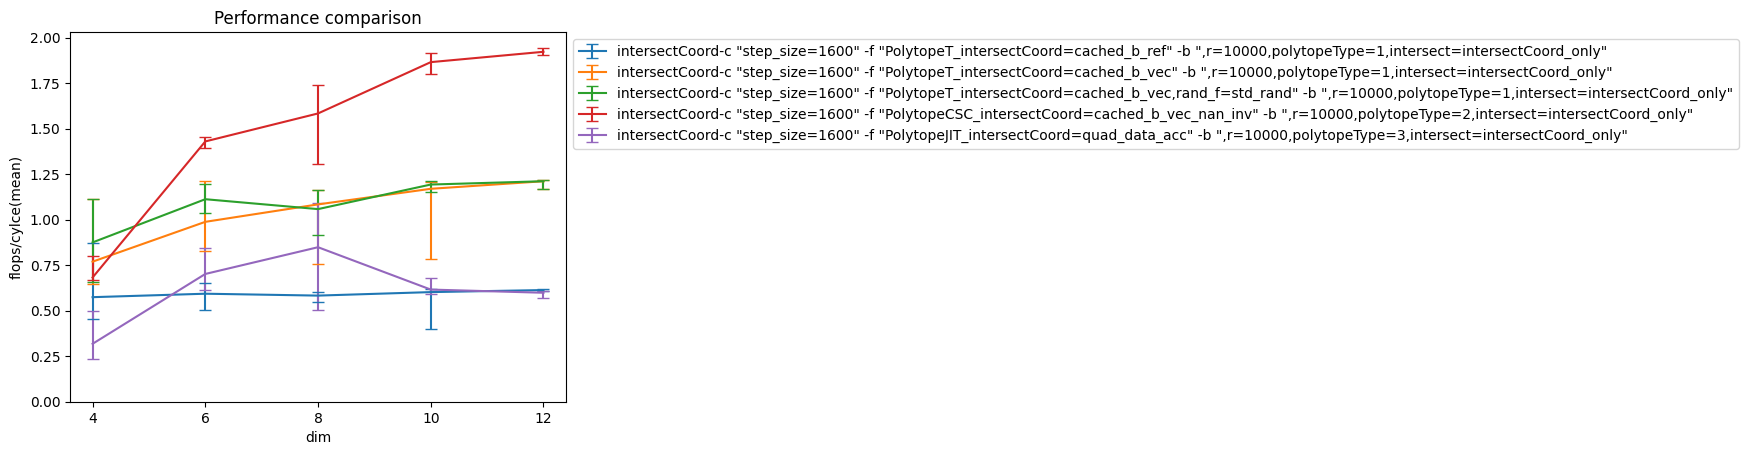 Performance comparison
2.00
1.75
1.50
1.25
1.00
0.75
0.50
0.25
0.00
flops/cylce(mean)
4 6 8 10 12
dim
intersectCoord-c "step_size=1600" -f "PolytopeT_intersectCoord=cached_b_ref" -b ",r=10000,polytopeType=1,intersect=intersectCoord_only"
intersectCoord-c "step_size=1600" -f "PolytopeT_intersectCoord=cached_b_vec" -b ",r=10000,polytopeType=1,intersect=intersectCoord_only"
intersectCoord-c "step_size=1600" -f "PolytopeT_intersectCoord=cached_b_vec,rand_f=std_rand" -b ",r=10000,polytopeType=1,intersect=intersectCoord_only"
intersectCoord-c "step_size=1600" -f "PolytopeCSC_intersectCoord=cached_b_vec_nan_inv" -b ",r=10000,polytopeType=2,intersect=intersectCoord_only"
intersectCoord-c "step_size=1600" -f "PolytopeJIT_intersectCoord=quad_data_acc" -b ",r=10000,polytopeType=3,intersect=intersectCoord_only"